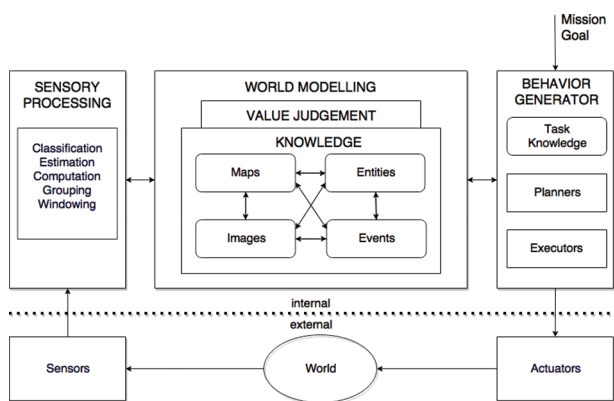 Mission
Goal
SENSORY
PROCESSING
Classification
Estimation
Computation
Grouping
Windowing
WORLD MODELLING
VALUE JUDGEMENT
KNOWLEDGE
Maps
Entities
Images
Events
BEHAVIOR
GENERATOR
Task
Knowledge
Planners
Executors
internal
external
Sensors
World
Actuators